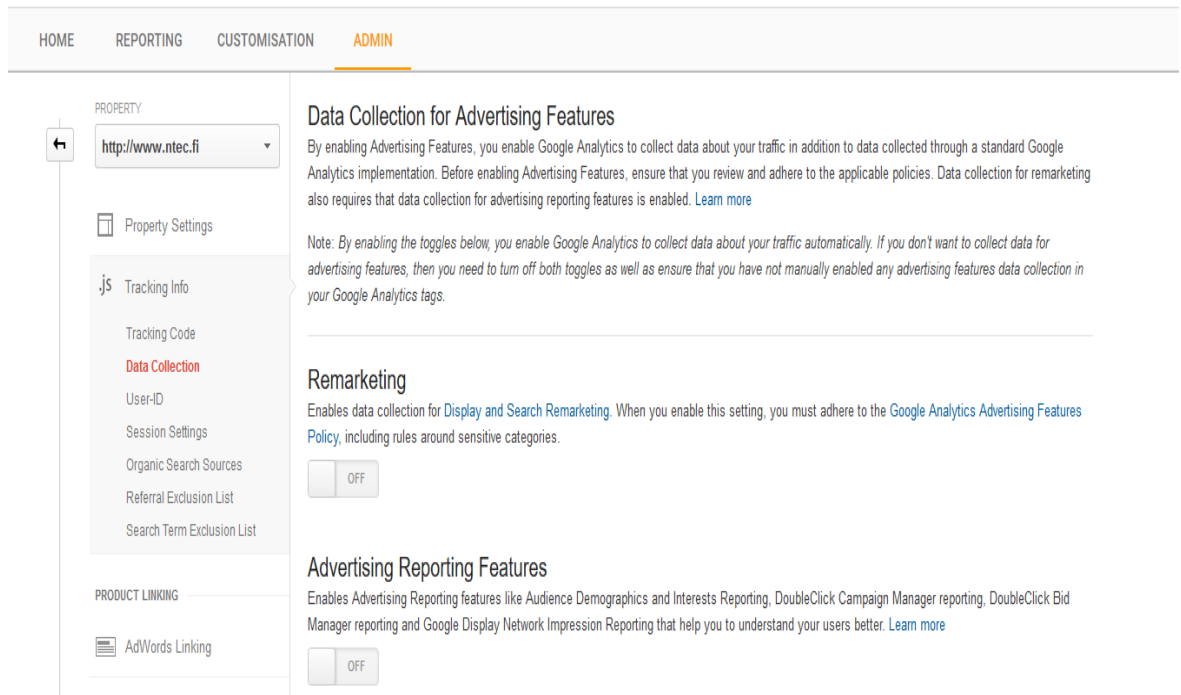 HOME REPORTING CUSTOMISATION ADMIN
PROPERTY
http://www.ntec.fi
Property Settings
.js Tracking Info
Tracking Code
Data Collection
User-ID
Session Settings
Organic Search Sources
Referral Exclusion List
Search Term Exclusion List
PRODUCT LINKING
AdWords Linking
Data Collection for Advertising Features
By enabling Advertising Features, you enable Google Analytics to collect data about your traffic in addition to data collected through a standard Google
Analytics implementation. Before enabling Advertising Features, ensure that you review and adhere to the applicable policies. Data collection for remarketing
also requires that data collection for advertising reporting features is enabled. Learn more
Note: By enabling the toggles below, you enable Google Analytics to collect data about your traffic automatically. If you don't want to collect data for
advertising features, then you need to turn off both toggles as well as ensure that you have not manually enabled any advertising features data collection in
your Google Analytics tags.
Remarketing
Enables data collection for Display and Search Remarketing. When you enable this setting, you must adhere to the Google Analytics Advertising Features
Policy, including rules around sensitive categories.
OFF
Advertising Reporting Features
Enables Advertising Reporting features like Audience Demographics and Interests Reporting, DoubleClick Campaign Manager reporting, DoubleClick Bid
Manager reporting and Google Display Network Impression Reporting that help you to understand your users better. Learn more
OFF